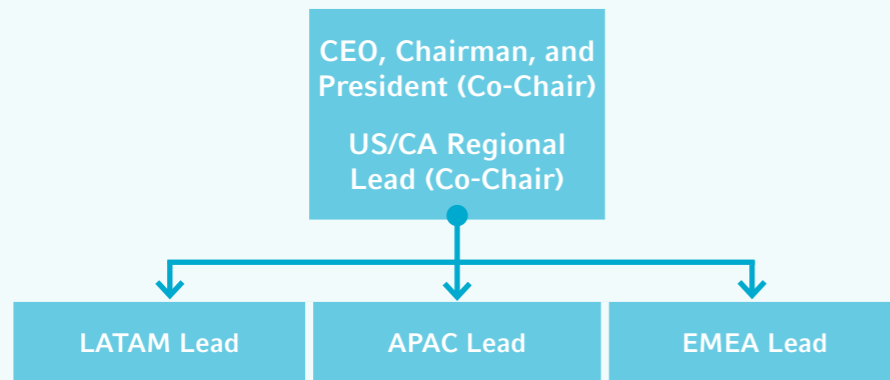 CEO, Chairman, and
President (Co-Chair)
US/CA Regional
Lead (Co-Chair)
LATAM Lead
APAC Lead
EMEA Lead